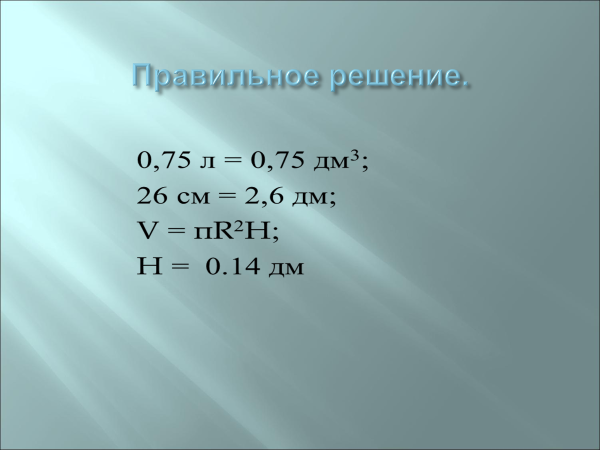 Правильное решение.
0,75 л = 0,75 дм³;
26 см = 2,6 дм;
V = пR²H;
H =  0.14 дм